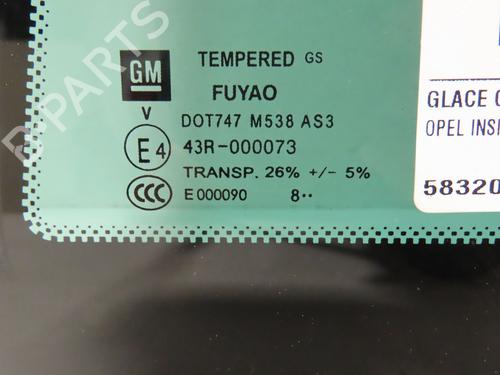 GM
TEMPERED GS
FUYAO
V
DOT747 M538 AS3
E4
43R-000073
TRANSP. 26% +/- 5%
CCC
E000090 8··
GLACE
OPEL INSI
58320
B-PARTS